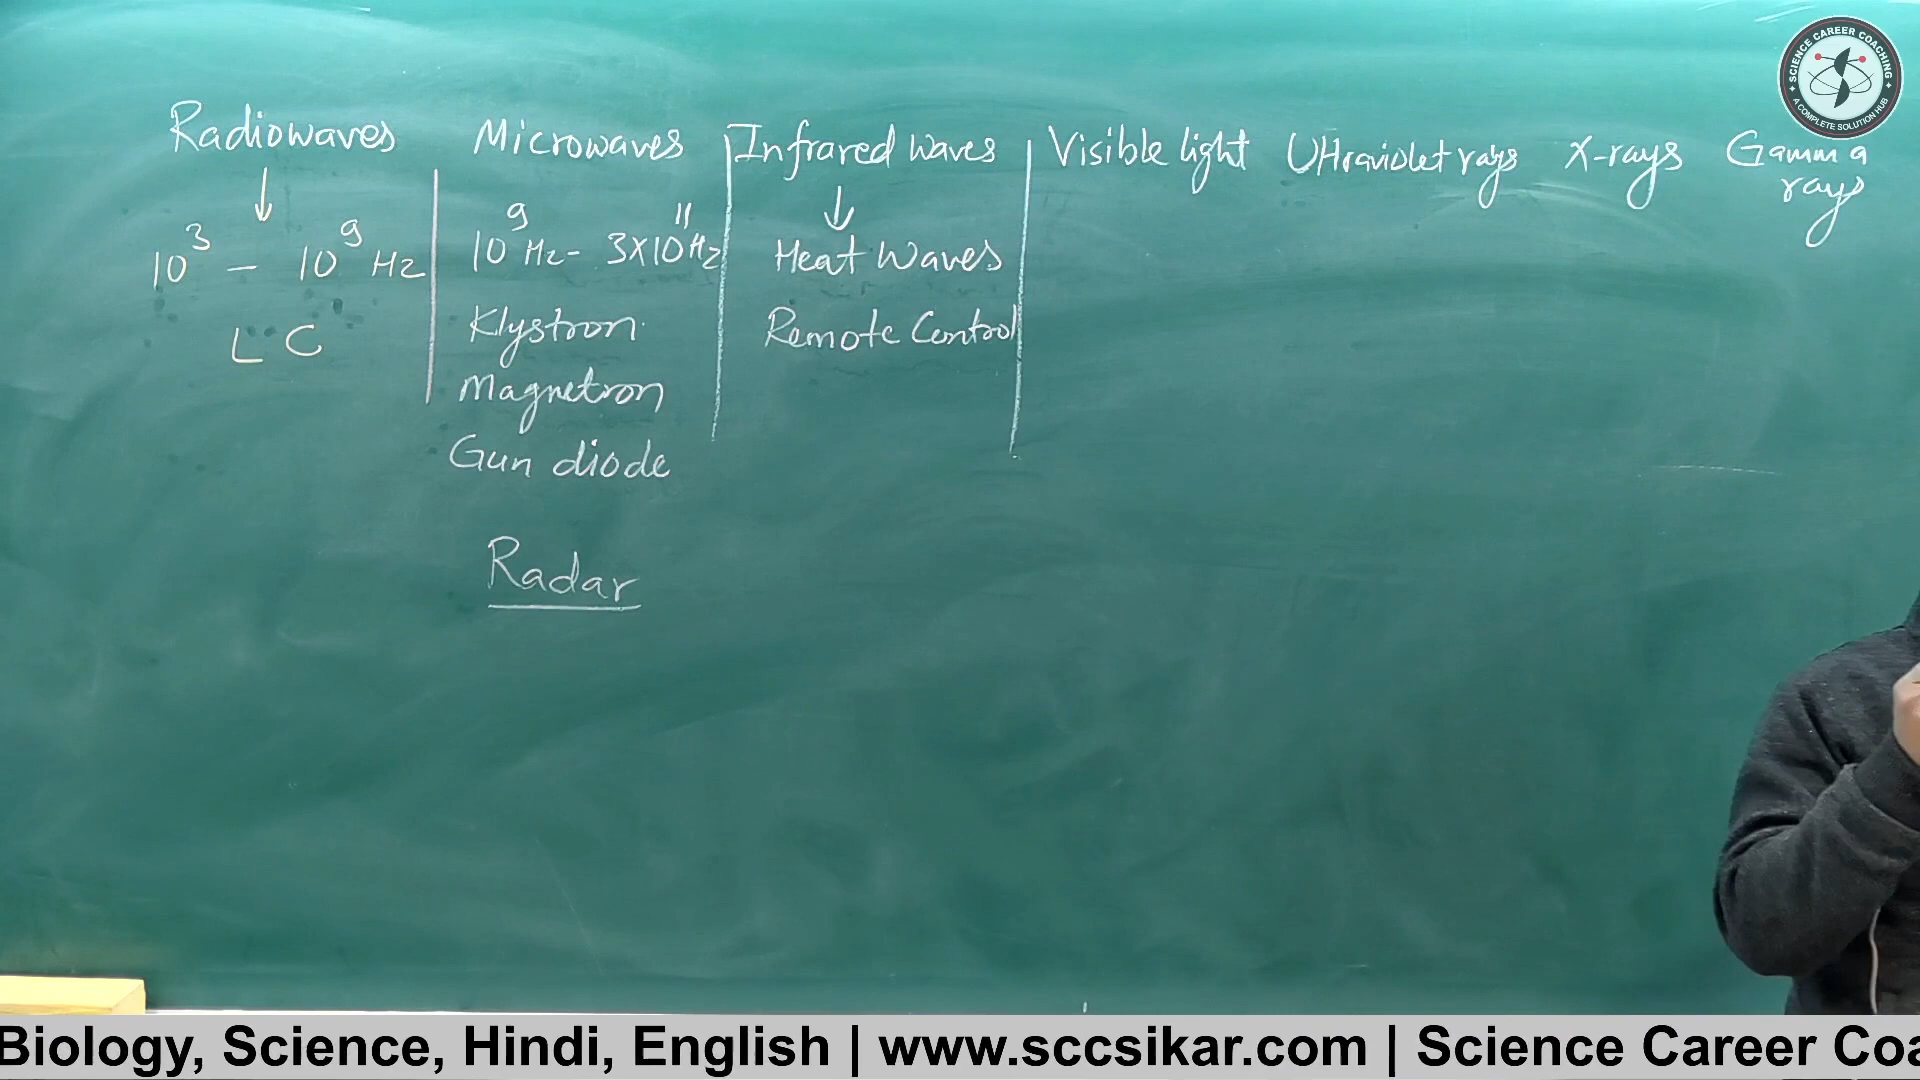 Radiowaves
↓
10³ – 10⁹ Hz
L C
Microwaves
10⁹ Hz - 3×10¹¹ Hz
Klystron
Magnetron
Gun diode
Radar
Infrared waves
↓
Heat Waves
Remote Control
Visible light
Ultraviolet rays
X-rays
Gamma
rays
SCIENCE CAREER COACHING
A COMPLETE SOLUTION HUB
Biology, Science, Hindi, English | www.sccsikar.com | Science Career Coa